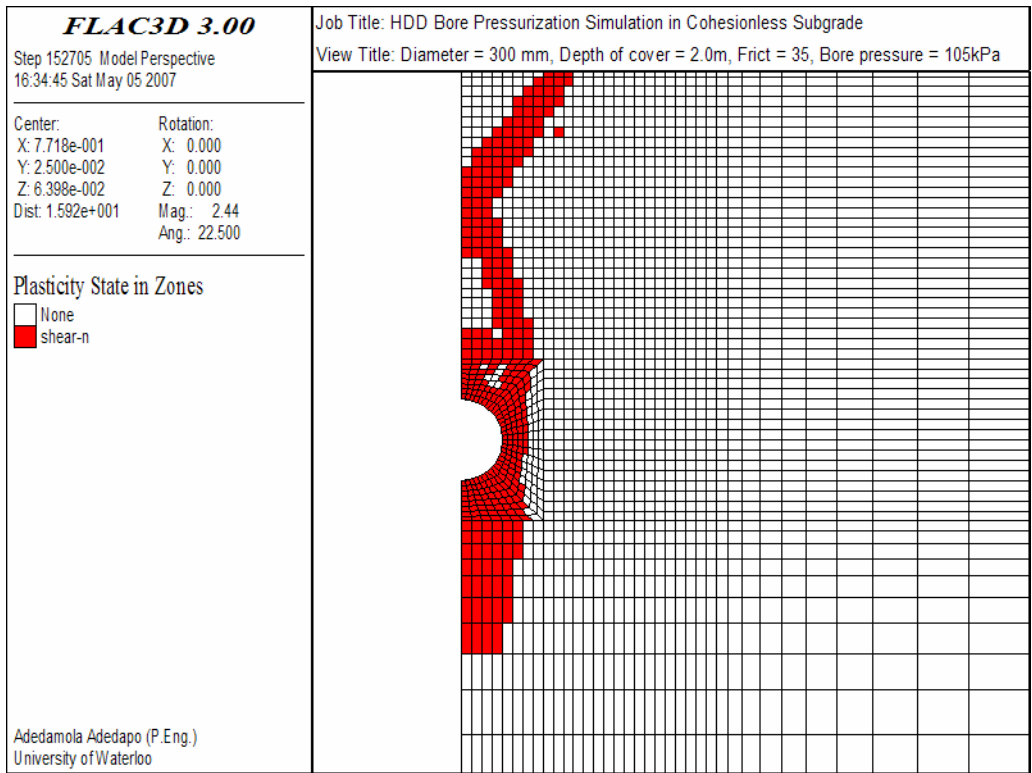 FLAC3D 3.00
Step 152705 Model Perspective
16:34:45 Sat May 05 2007
Center:
X: 7.718e-001
Y: 2.500e-002
Z: 6.398e-002
Dist: 1.592e+001
Rotation:
X: 0.000
Y: 0.000
Z: 0.000
Mag.: 2.44
Ang.: 22.500
Plasticity State in Zones
None
shear-n
Adedamola Adedapo (P.Eng.)
University of Waterloo
Job Title: HDD Bore Pressurization Simulation in Cohesionless Subgrade
View Title: Diameter = 300 mm, Depth of cover = 2.0m, Frict = 35, Bore pressure = 105kPa